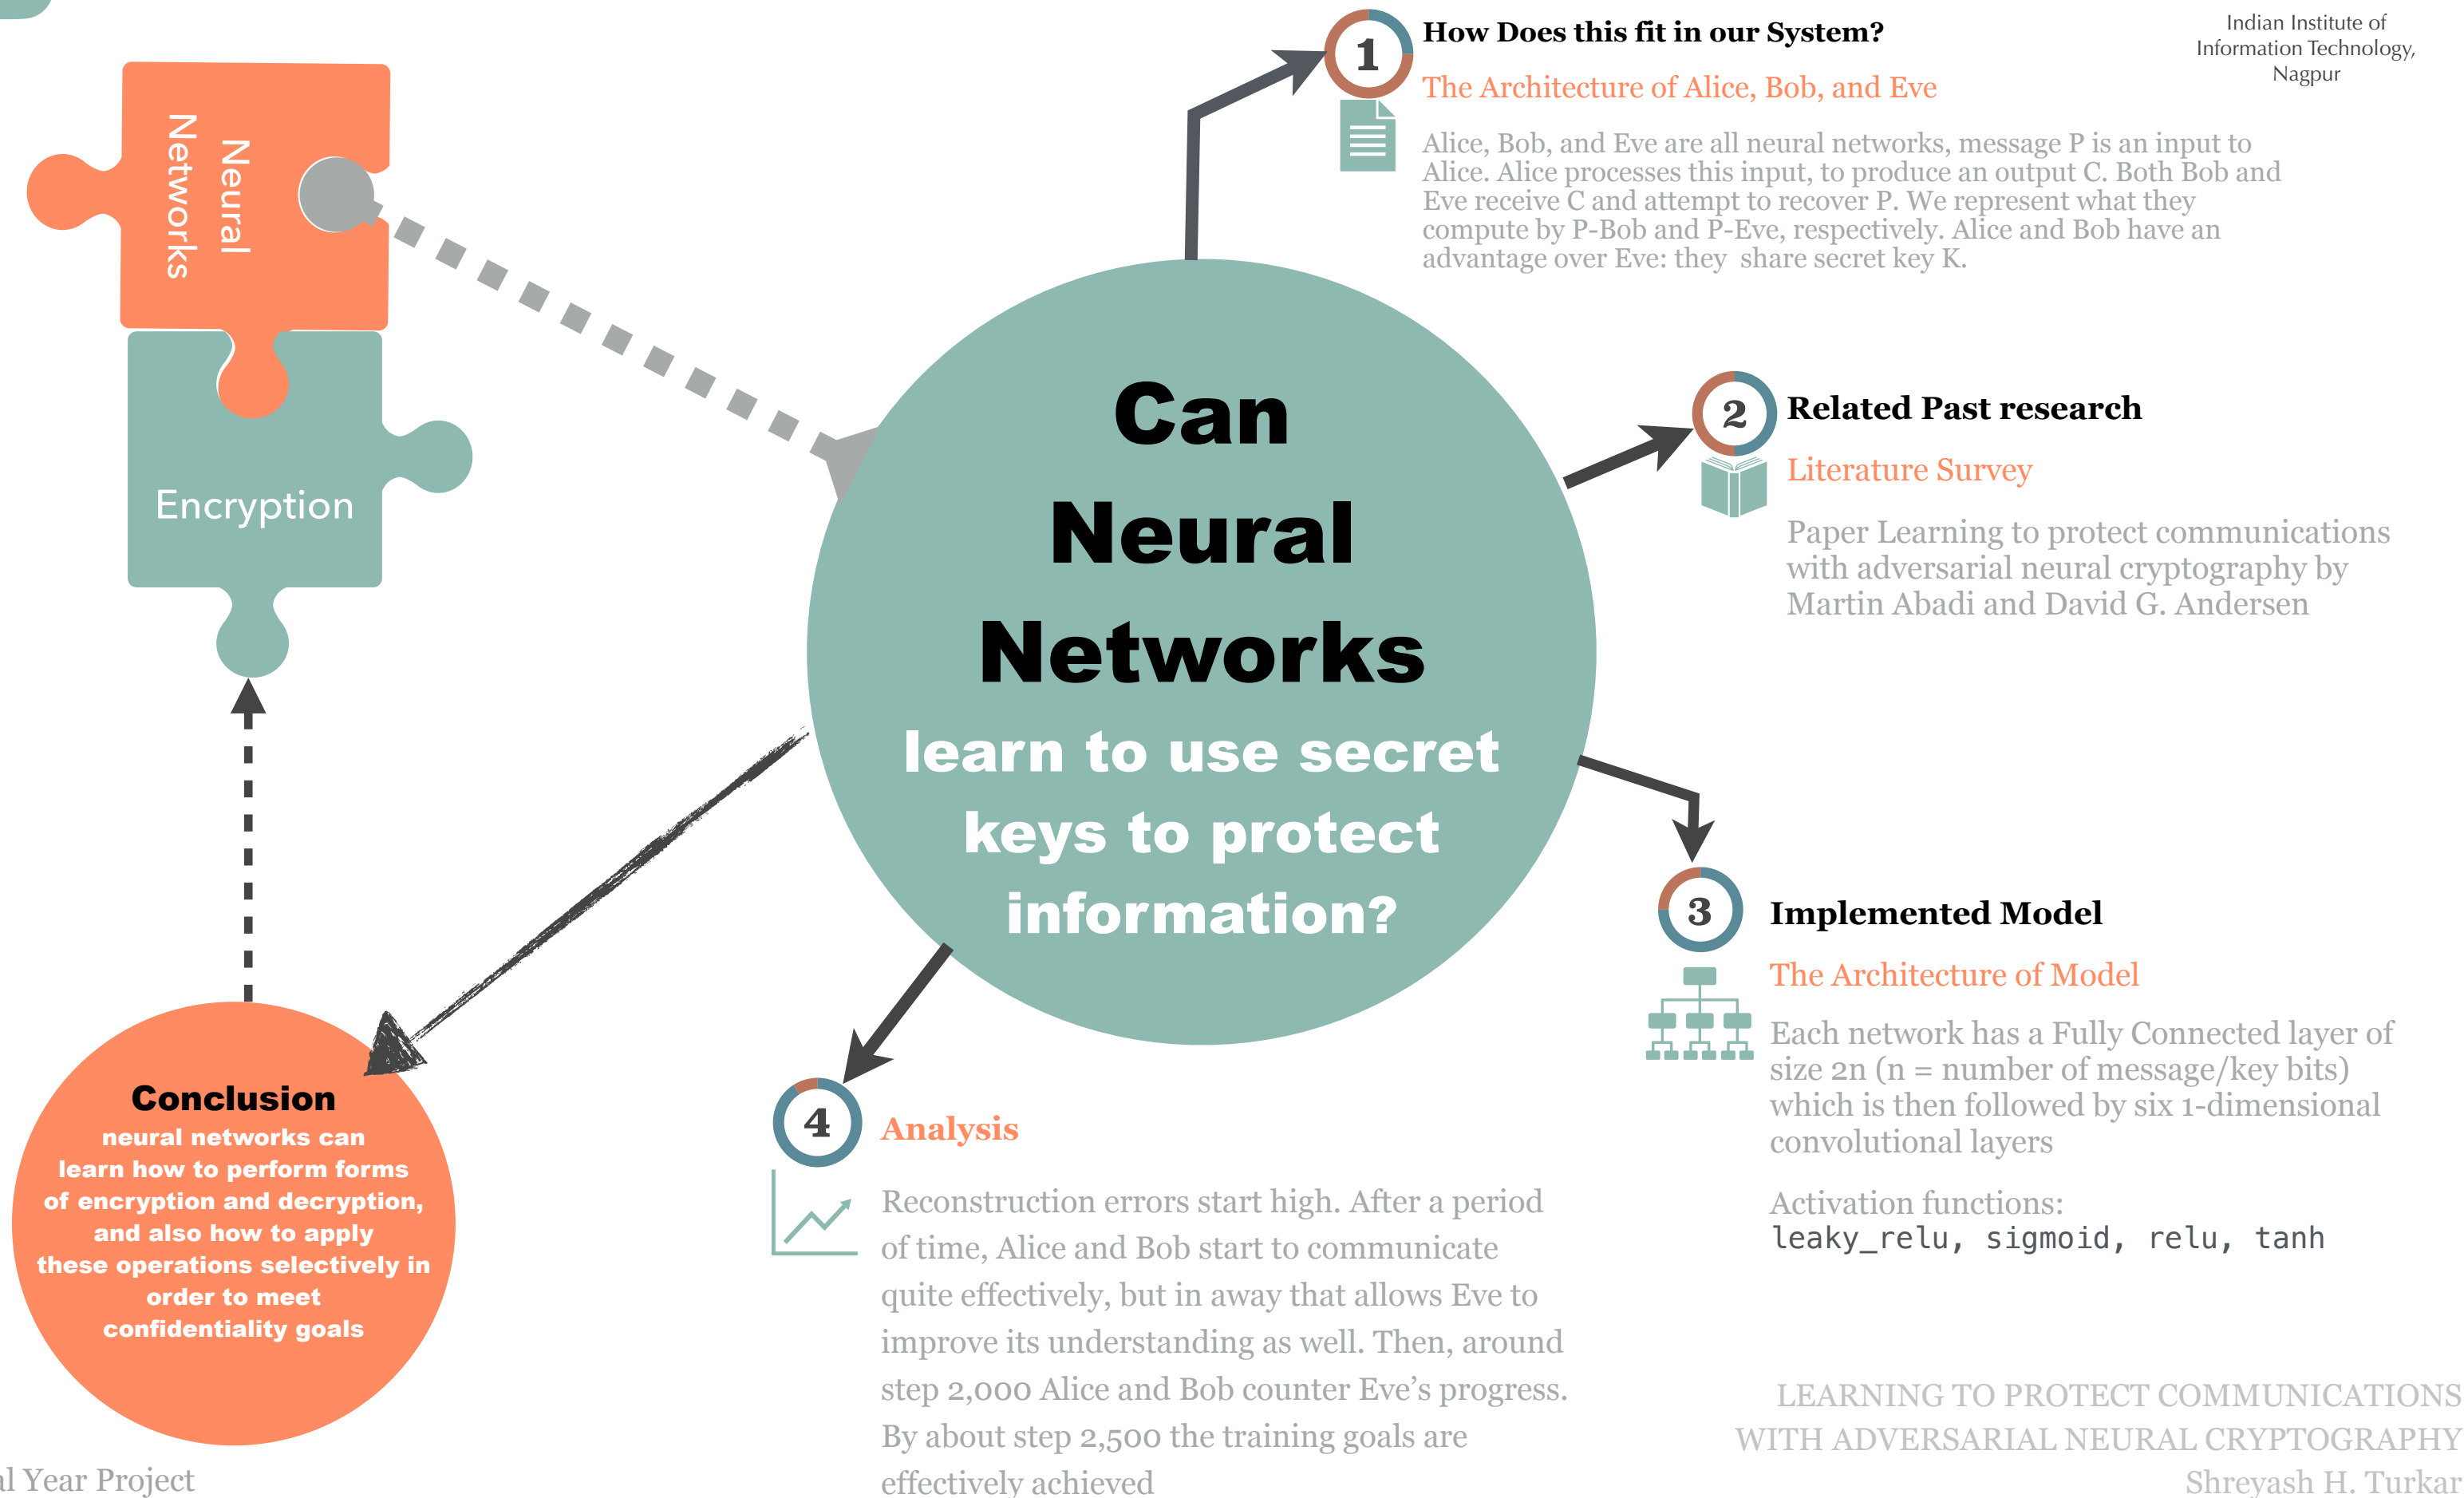 Neural
Networks
Encryption
Can
Neural
Networks
learn to use secret
keys to protect
information?
1
How Does this fit in our System?
The Architecture of Alice, Bob, and Eve
Alice, Bob, and Eve are all neural networks, message P is an input to
Alice. Alice processes this input, to produce an output C. Both Bob and
Eve receive C and attempt to recover P. We represent what they
compute by P-Bob and P-Eve, respectively. Alice and Bob have an
advantage over Eve: they share secret key K.
Indian Institute of
Information Technology,
Nagpur
2
Related Past research
Literature Survey
Paper Learning to protect communications
with adversarial neural cryptography by
Martin Abadi and David G. Andersen
3
Implemented Model
The Architecture of Model
Each network has a Fully Connected layer of
size 2n (n = number of message/key bits)
which is then followed by six 1-dimensional
convolutional layers
Activation functions:
leaky_relu, sigmoid, relu, tanh
4
Analysis
Reconstruction errors start high. After a period
of time, Alice and Bob start to communicate
quite effectively, but in away that allows Eve to
improve its understanding as well. Then, around
step 2,000 Alice and Bob counter Eve’s progress.
By about step 2,500 the training goals are
effectively achieved
Conclusion
neural networks can
learn how to perform forms
of encryption and decryption,
and also how to apply
these operations selectively in
order to meet
confidentiality goals
Year Project
LEARNING TO PROTECT COMMUNICATIONS
WITH ADVERSARIAL NEURAL CRYPTOGRAPHY
Shreyash H. Turkar